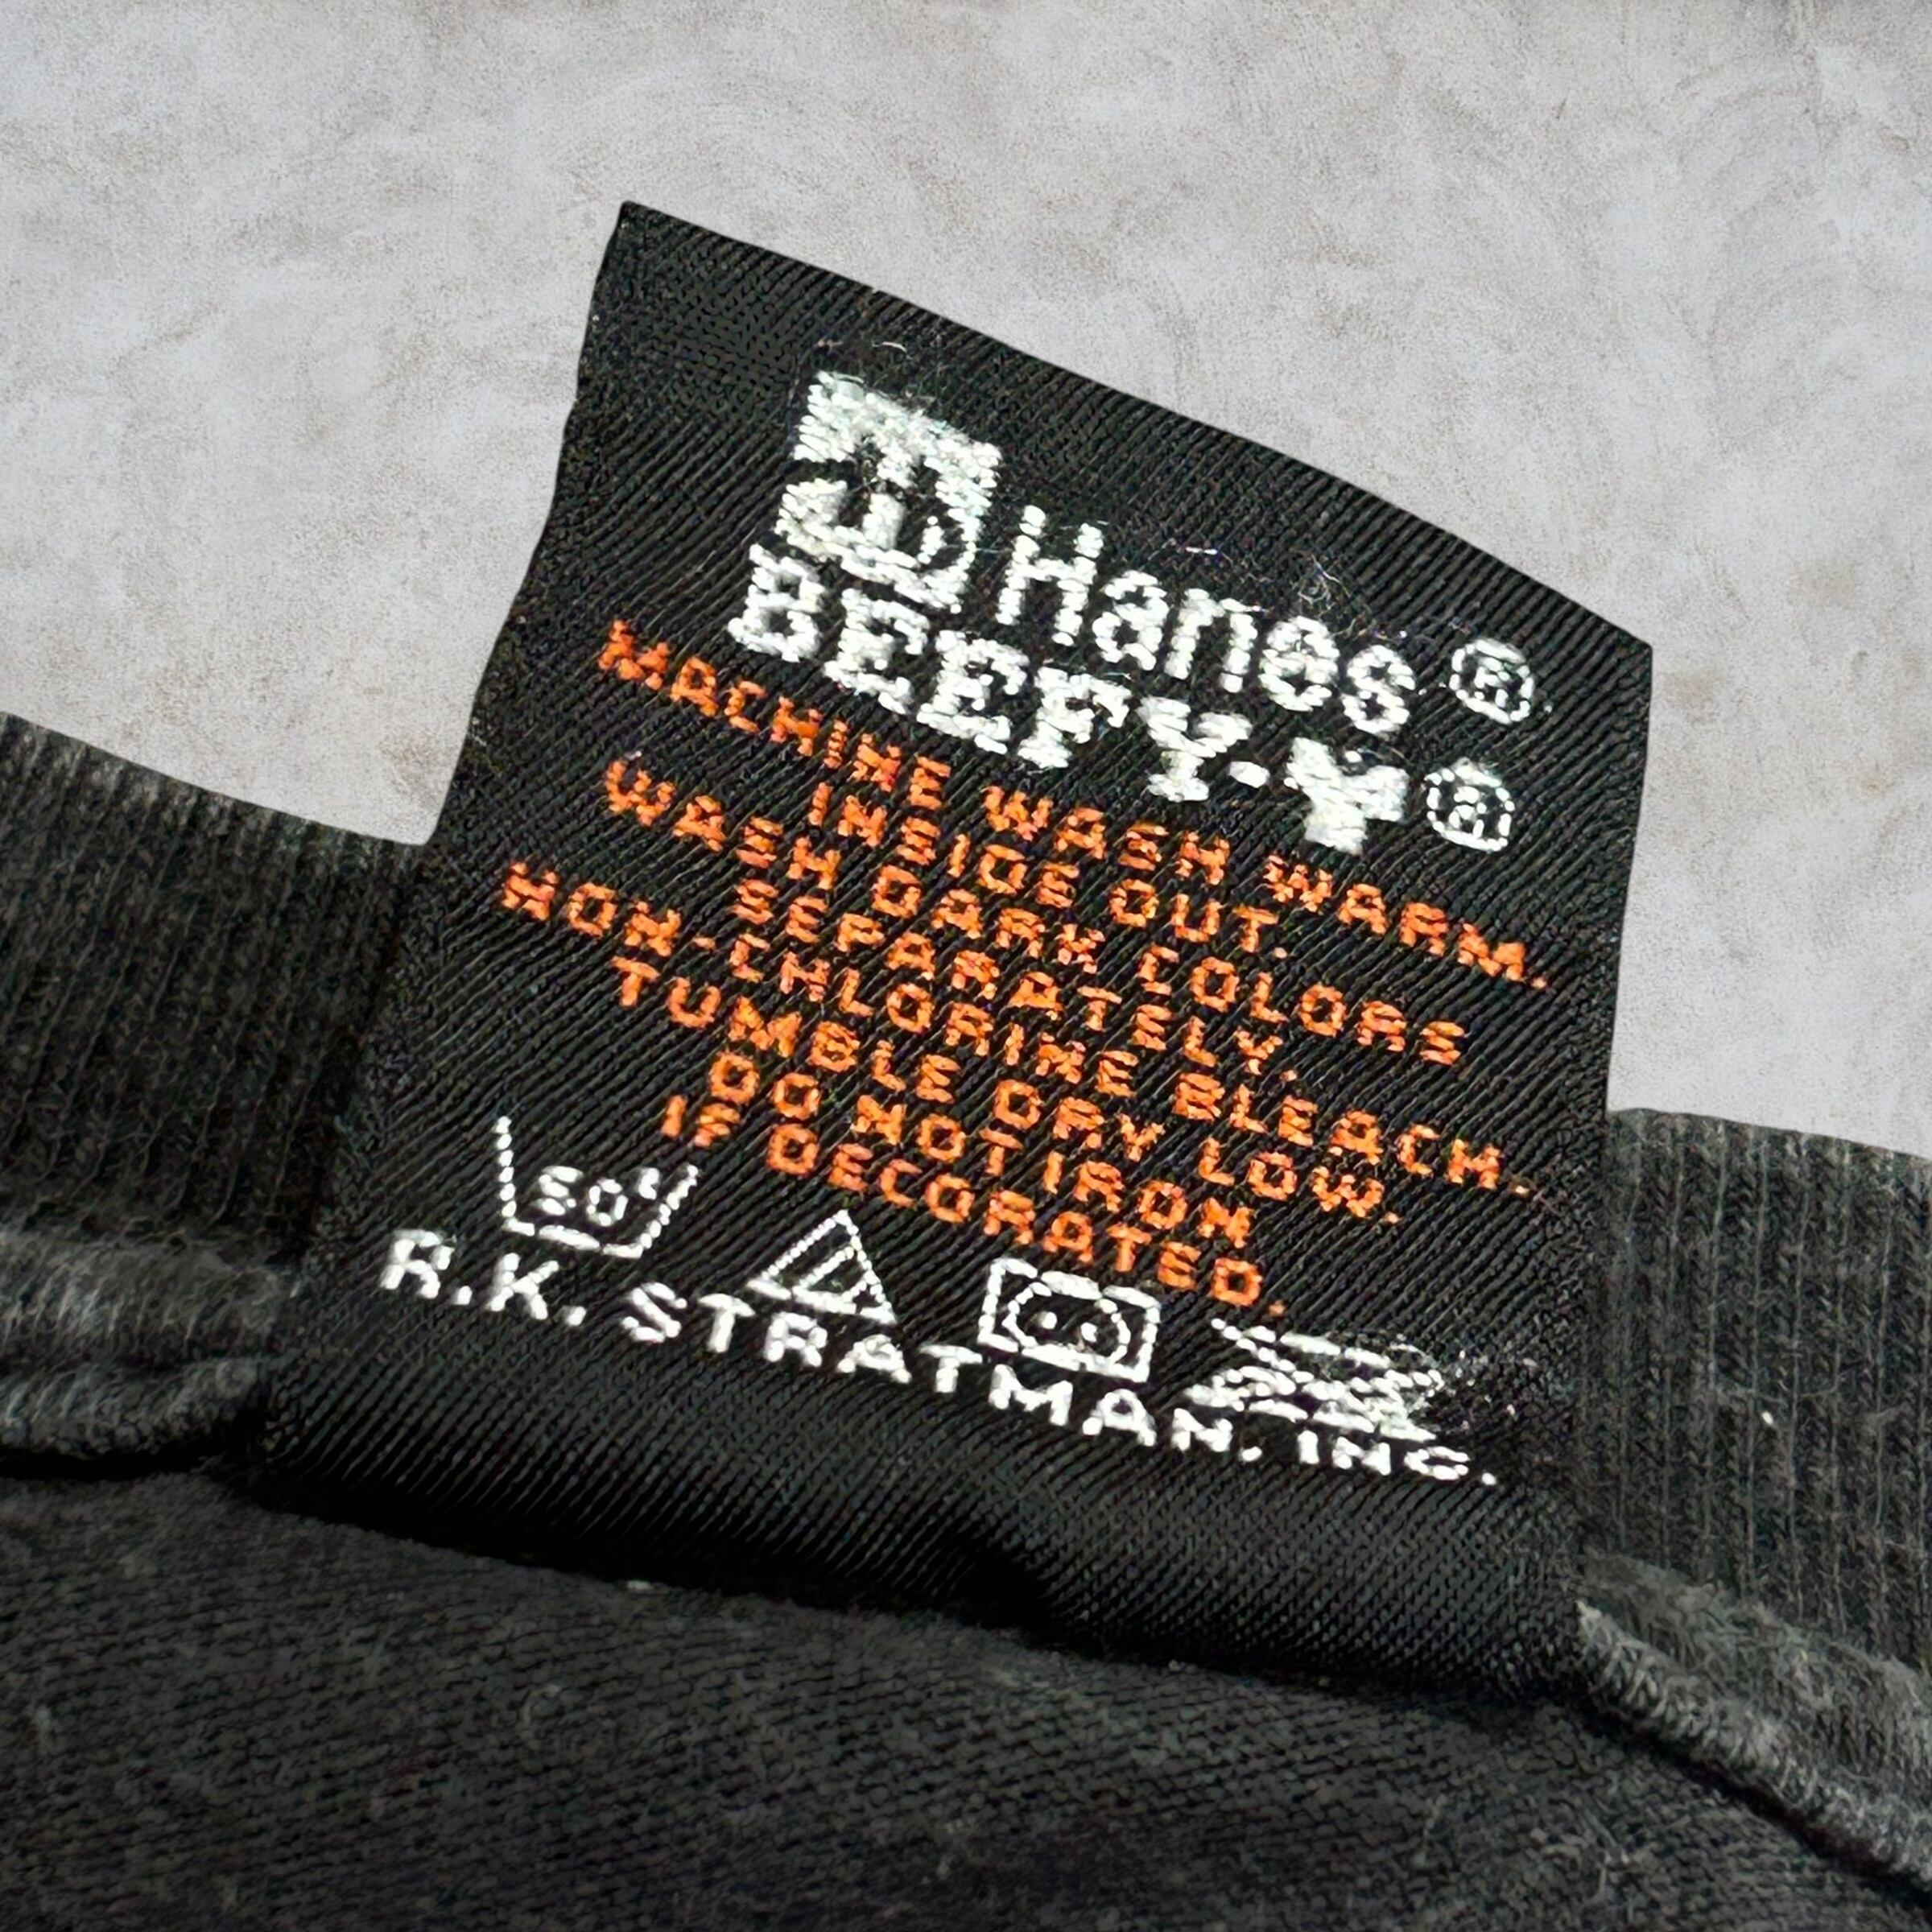 Hanes®
BEEFY-T®
MACHINE WASH WARM.
INSIDE OUT.
WASH DARK COLORS
SEPARATELY.
NON-CHLORINE BLEACH.
TUMBLE DRY LOW.
DO NOT IRON
IF DECORATED.
50°
R.K. STRATMAN, INC.